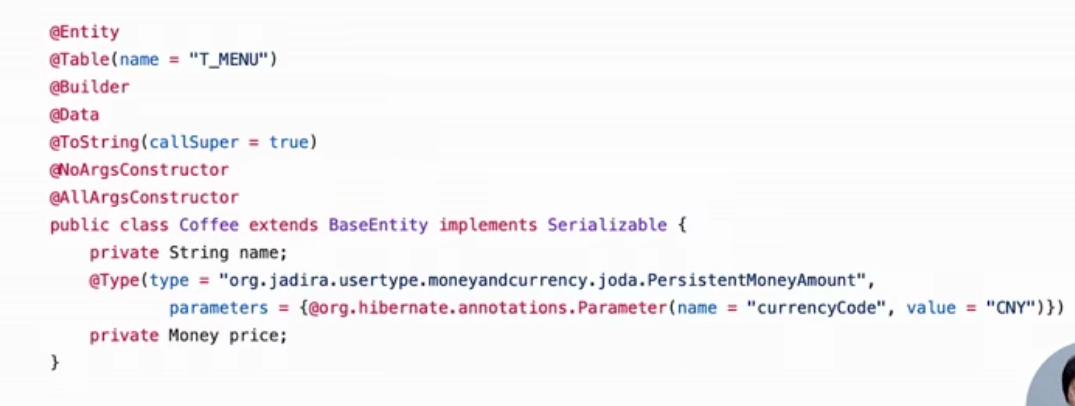 @Entity
@Table(name = "T_MENU")
@Builder
@Data
@ToString(callSuper = true)
@NoArgsConstructor
@AllArgsConstructor
public class Coffee extends BaseEntity implements Serializable {
    private String name;
    @Type(type = "org.jadira.usertype.moneyandcurrency.joda.PersistentMoneyAmount",
            parameters = {@org.hibernate.annotations.Parameter(name = "currencyCode", value = "CNY")})
    private Money price;
}